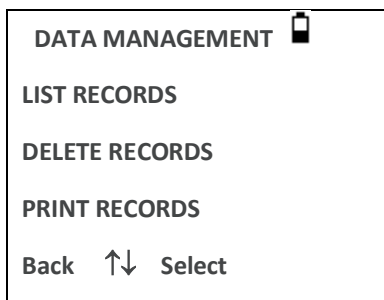 DATA MANAGEMENT
LIST RECORDS
DELETE RECORDS
PRINT RECORDS
Back ↑↓ Select